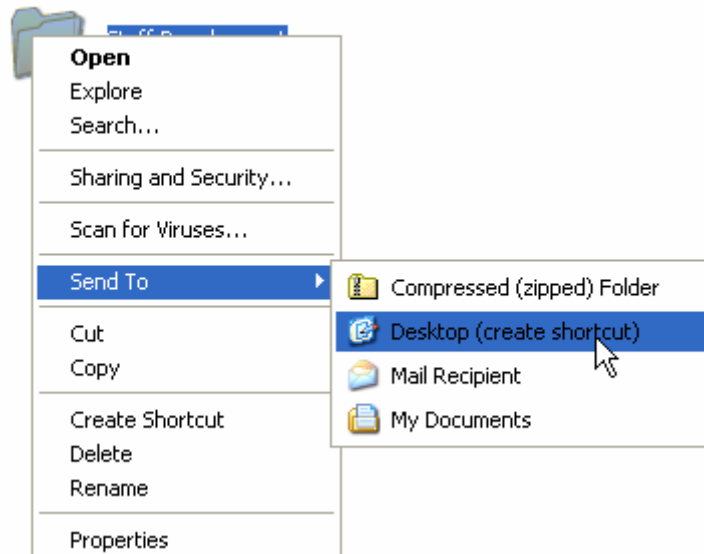 Open
Explore
Search...
Sharing and Security...
Scan for Viruses...
Send To
Compressed (zipped) Folder
Desktop (create shortcut)
Mail Recipient
My Documents
Cut
Copy
Create Shortcut
Delete
Rename
Properties